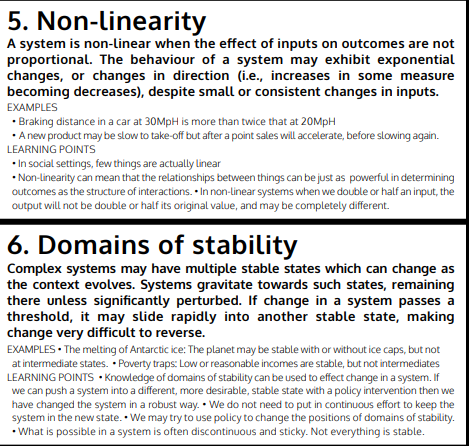 5. Non-linearity
A system is non-linear when the effect of inputs on outcomes are not
proportional. The behaviour of a system may exhibit exponential
changes, or changes in direction (i.e., increases in some measure
becoming decreases), despite small or consistent changes in inputs.
EXAMPLES
• Braking distance in a car at 30MpH is more than twice that at 20MpH
• A new product may be slow to take-off but after a point sales will accelerate, before slowing again.
LEARNING POINTS
• In social settings, few things are actually linear
• Non-linearity can mean that the relationships between things can be just as powerful in determining
outcomes as the structure of interactions. • In non-linear systems when we double or half an input, the
output will not be double or half its original value, and may be completely different.
6. Domains of stability
Complex systems may have multiple stable states which can change as
the context evolves. Systems gravitate towards such states, remaining
there unless significantly perturbed. If change in a system passes a
threshold, it may slide rapidly into another stable state, making
change very difficult to reverse.
EXAMPLES • The melting of Antarctic ice: The planet may be stable with or without ice caps, but not
at intermediate states. • Poverty traps: Low or reasonable incomes are stable, but not intermediates
LEARNING POINTS • Knowledge of domains of stability can be used to effect change in a system. If
we can push a system into a different, more desirable, stable state with a policy intervention then we
have changed the system in a robust way. • We do not need to put in continuous effort to keep the
system in the new state. • We may try to use policy to change the positions of domains of stability.
• What is possible in a system is often discontinuous and sticky. Not everything is stable.